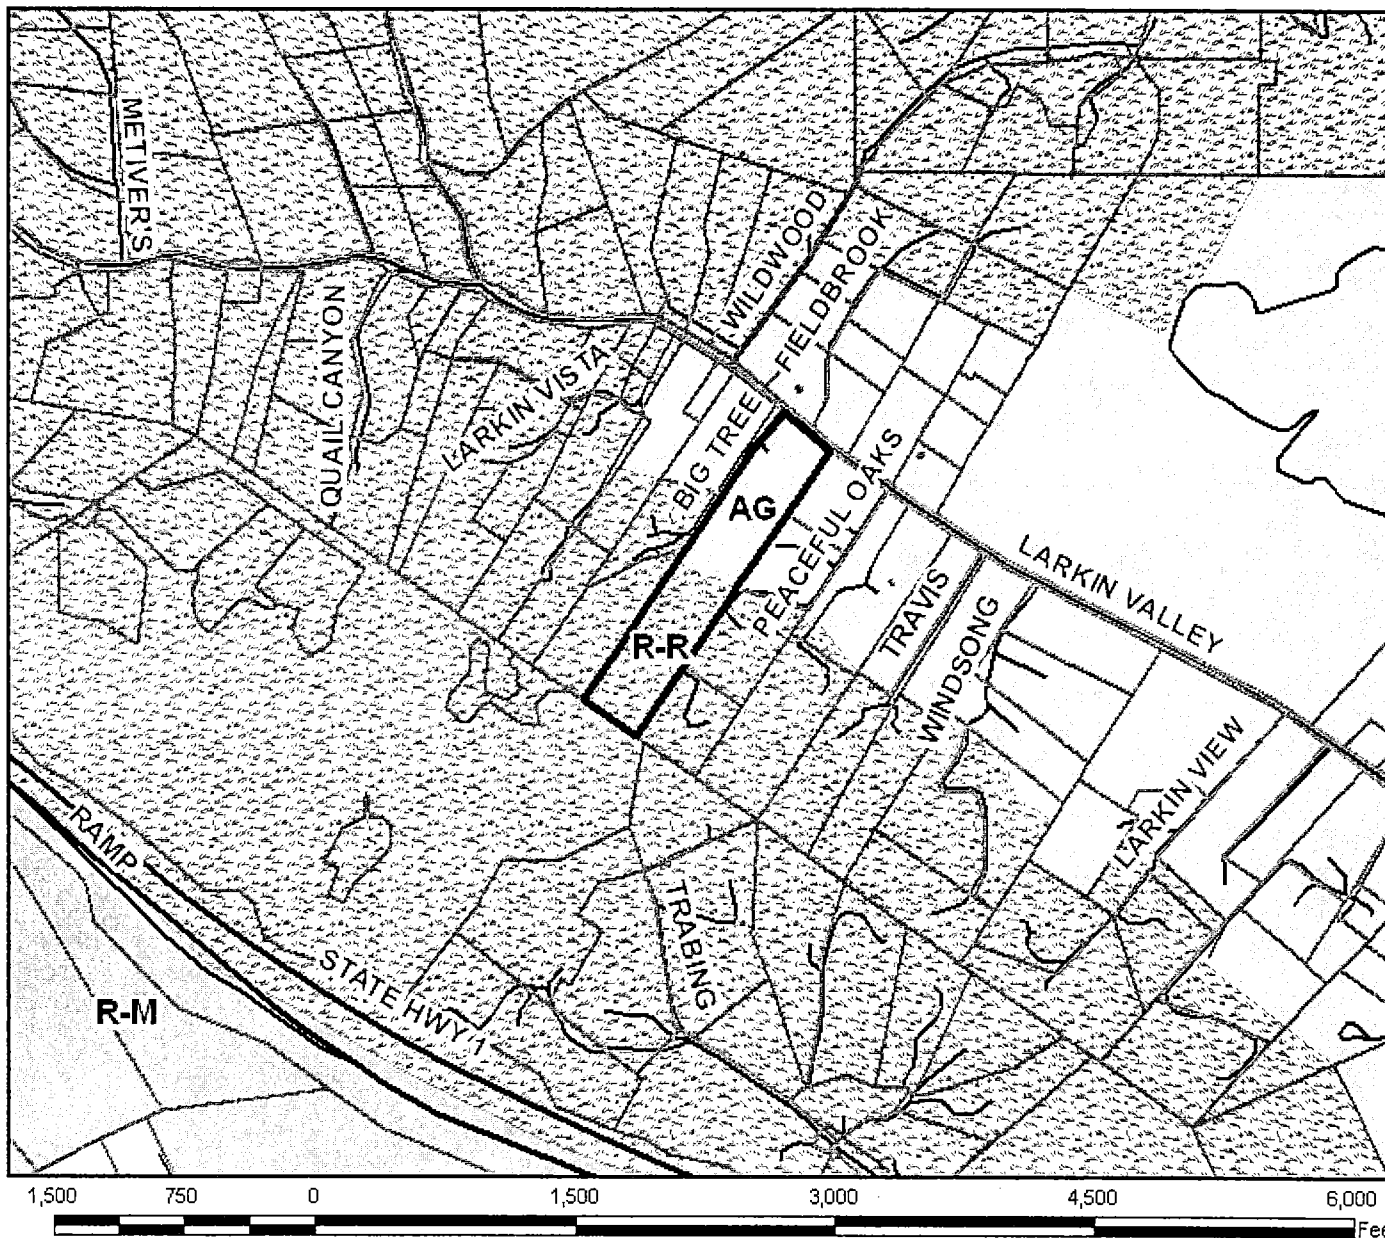 METIVER'S
WILDWOOD
FIELDBROOK
QUAIL CANYON
LARKIN VISTA
BIG TREE
AG
PEACEFUL OAKS
LARKIN VALLEY
TRAVIS
WINDSONG
R-R
LARKIN VIEW
RAMP
TRABING
STATE HWY 1
R-M
1,500 750 0 1,500 3,000 4,500 6,000
Fee